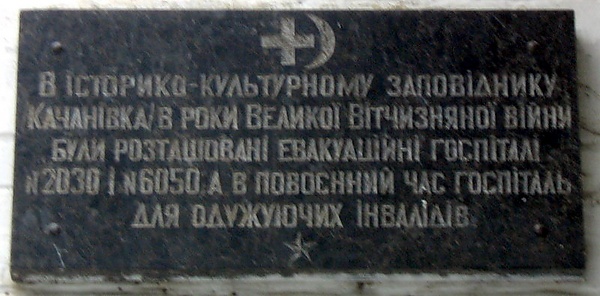 В ІСТОРИКО-КУЛЬТУРНОМУ ЗАПОВІДНИКУ
КАЧАНІВКА/В РОКИ ВЕЛИКОЇ ВІТЧИЗНЯНОЇ ВІЙНИ
БУЛИ РОЗТАШОВАНІ ЕВАКУАЦІЙНІ ГОСПІТАЛІ
№2030 І №6050. А В ПОВОЄННИЙ ЧАС ГОСПІТАЛЬ
ДЛЯ ОДУЖУЮЧИХ ІНВАЛІДІВ.